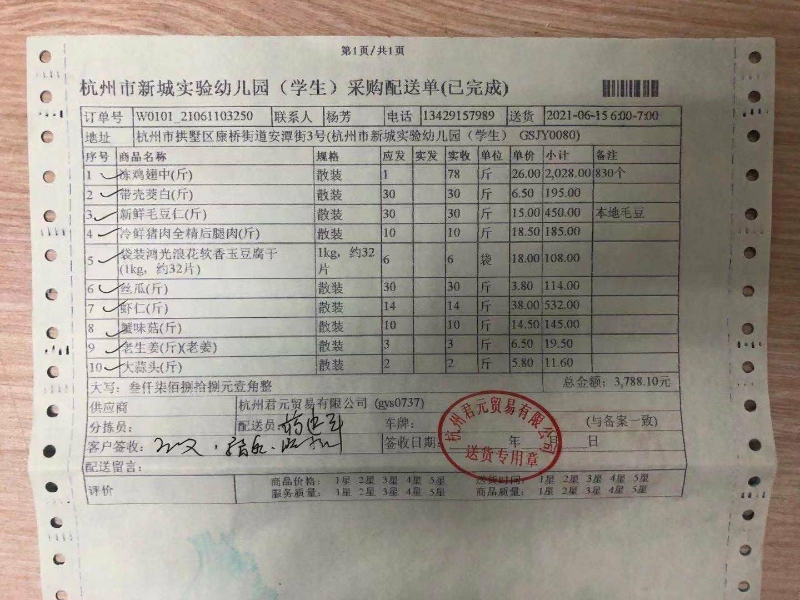 第1页/共1页
杭州市新城实验幼儿园（学生）采购配送单(已完成)
订单号 W0101_21061103250 联系人 杨芳 电话 13429157989 送货 2021-06-15 6:00-7:00
地址 杭州市拱墅区康桥街道安潭街3号(杭州市新城实验幼儿园（学生） GSJY0080)
序号 商品名称 规格 应发 实发 实收 单位 单价 小计 备注
1 冻鸡翅中(斤) 散装 1 78 斤 26.00 2,028.00 830个
2 带壳茭白(斤) 散装 30 30 斤 6.50 195.00
3 新鲜毛豆仁(斤) 散装 30 30 斤 15.00 450.00 本地毛豆
4 冷鲜猪肉全精后腿肉(斤) 散装 10 10 斤 18.50 185.00
5 袋装鸿光浪花软香玉豆腐干 1kg，约32
(1kg，约32片) 片 6 6 袋 18.00 108.00
6 丝瓜(斤) 散装 30 30 斤 3.80 114.00
7 虾仁(斤) 散装 14 14 斤 38.00 532.00
8 蟹味菇(斤) 散装 10 10 斤 14.50 145.00
9 老生姜(斤)(老姜) 散装 3 3 斤 6.50 19.50
10 大蒜头(斤) 散装 2 2 斤 5.80 11.60
大写：叁仟柒佰捌拾捌元壹角整 总金额：3,788.10元
供应商 杭州君元贸易有限公司 (gys0737)
分拣员： 配送员： 车牌： (与备案一致)
客户签收： 签收日期： 年 月 日
杭州君元贸易有限公司
送货专用章
配送留言：
评价 商品价格： 1星 2星 3星 4星 5星 送货时间： 1星 2星 3星 4星 5星
服务质量： 1星 2星 3星 4星 5星 商品质量： 1星 2星 3星 4星 5星